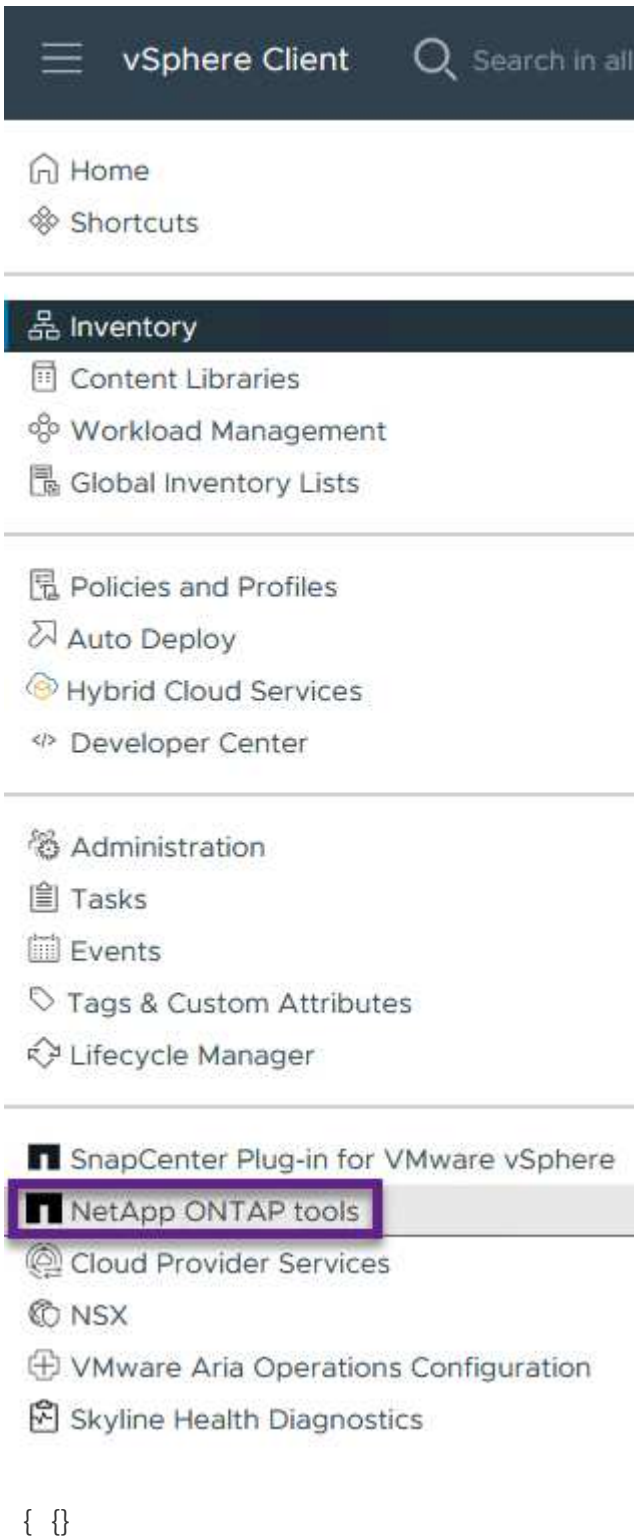 vSphere Client
Search in all
Home
Shortcuts
Inventory
Content Libraries
Workload Management
Global Inventory Lists
Policies and Profiles
Auto Deploy
Hybrid Cloud Services
Developer Center
Administration
Tasks
Events
Tags & Custom Attributes
Lifecycle Manager
SnapCenter Plug-in for VMware vSphere
NetApp ONTAP tools
Cloud Provider Services
NSX
VMware Aria Operations Configuration
Skyline Health Diagnostics
{ {}